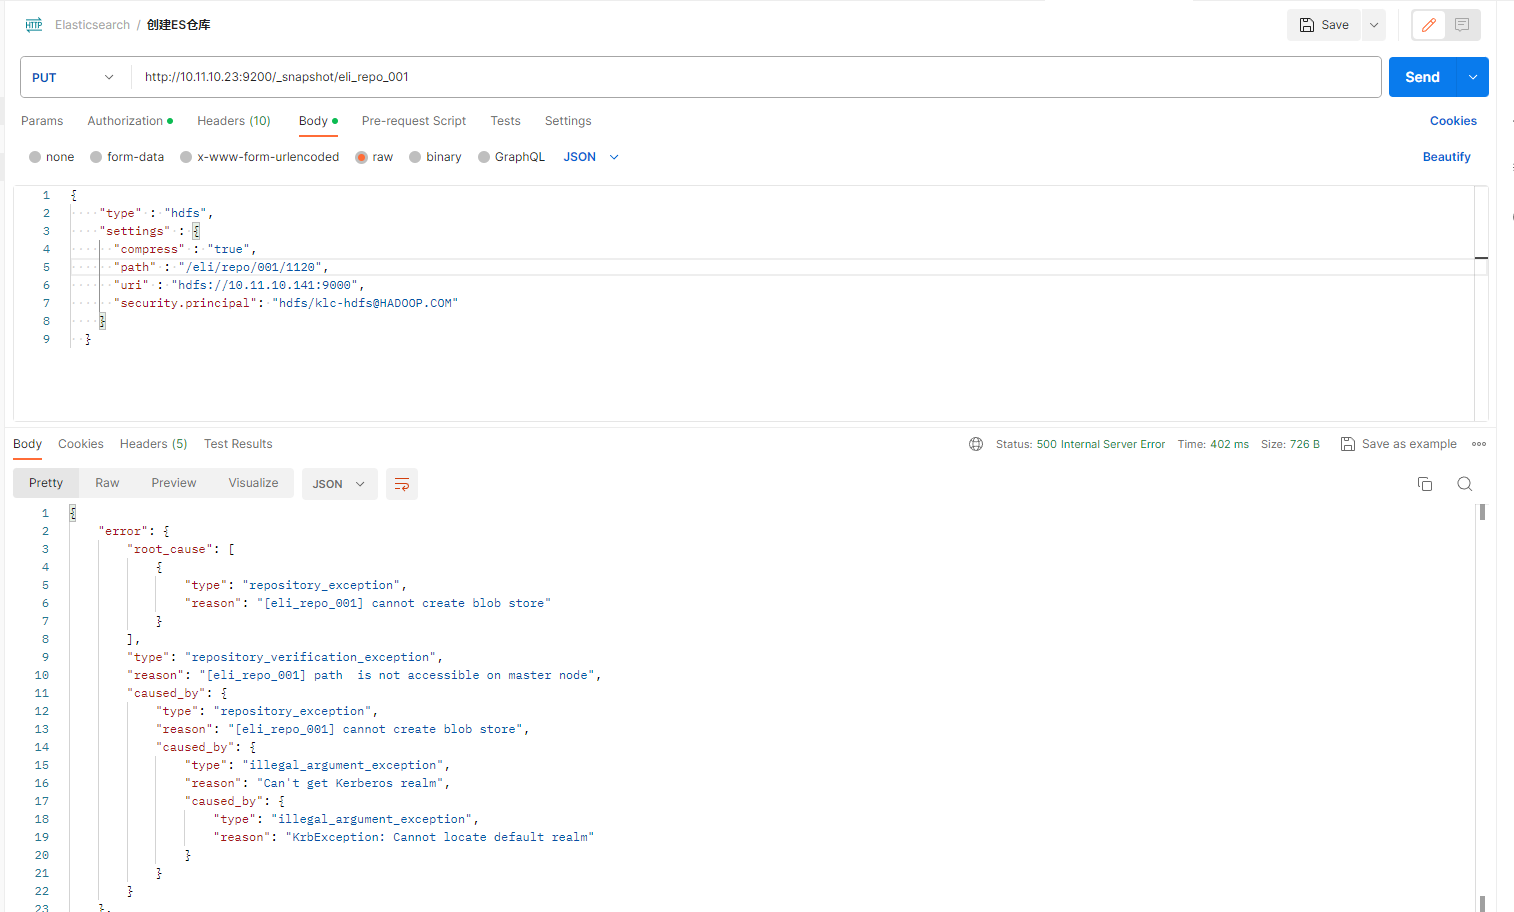 HTTP Elasticsearch / 创建ES仓库 Save
PUT http://10.11.10.23:9200/_snapshot/eli_repo_001 Send
Params Authorization Headers (10) Body Pre-request Script Tests Settings Cookies
none form-data x-www-form-urlencoded raw binary GraphQL JSON Beautify
1 {
2 "type" : "hdfs",
3 "settings" : {
4 "compress" : "true",
5 "path" : "/eli/repo/001/1120",
6 "uri" : "hdfs://10.11.10.141:9000",
7 "security.principal": "hdfs/klc-hdfs@HADOOP.COM"
8 }
9 }
Body Cookies Headers (5) Test Results Status: 500 Internal Server Error Time: 402 ms Size: 726 B Save as example
Pretty Raw Preview Visualize JSON
1 {
2 "error": {
3 "root_cause": [
4 {
5 "type": "repository_exception",
6 "reason": "[eli_repo_001] cannot create blob store"
7 }
8 ],
9 "type": "repository_verification_exception",
10 "reason": "[eli_repo_001] path  is not accessible on master node",
11 "caused_by": {
12 "type": "repository_exception",
13 "reason": "[eli_repo_001] cannot create blob store",
14 "caused_by": {
15 "type": "illegal_argument_exception",
16 "reason": "Can't get Kerberos realm",
17 "caused_by": {
18 "type": "illegal_argument_exception",
19 "reason": "KrbException: Cannot locate default realm"
20 }
21 }
22 }
23 },